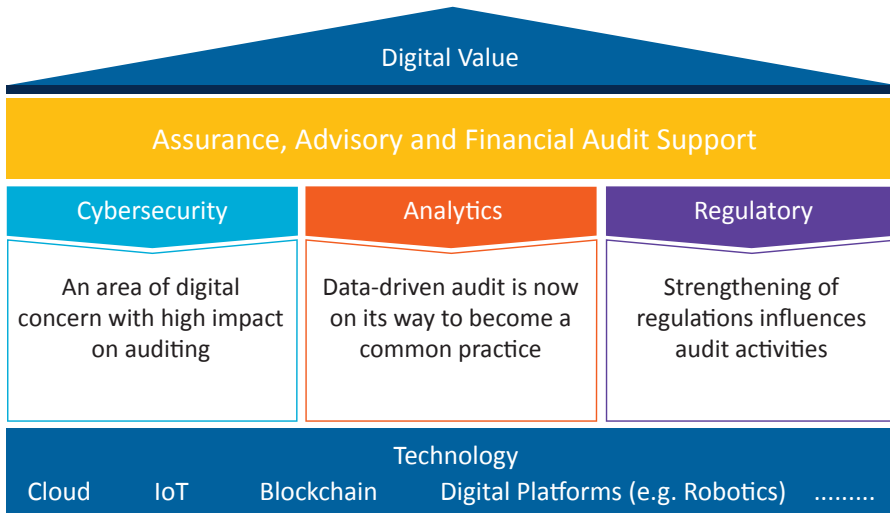 Digital Value
Assurance, Advisory and Financial Audit Support
Cybersecurity
An area of digital
concern with high impact
on auditing
Analytics
Data-driven audit is now
on its way to become a
common practice
Regulatory
Strengthening of
regulations influences
audit activities
Technology
Cloud IoT Blockchain Digital Platforms (e.g. Robotics) .........